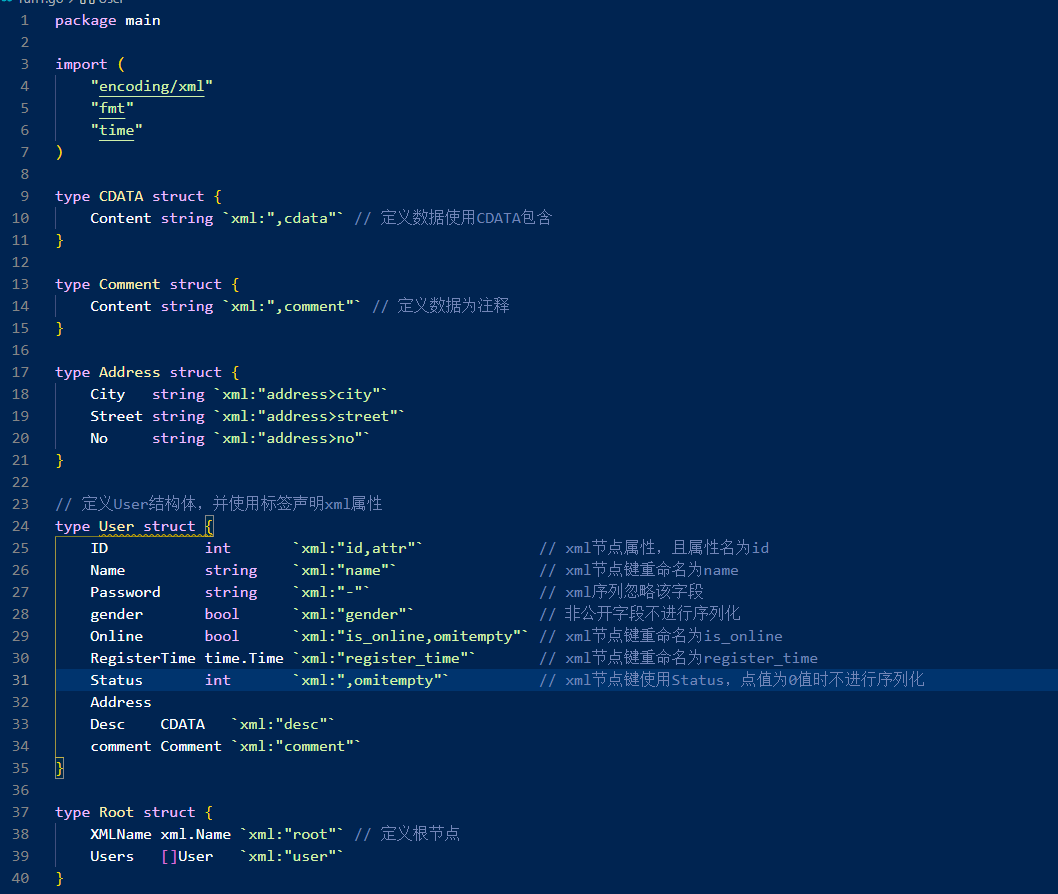 1 package main
2
3 import (
4 "encoding/xml"
5 "fmt"
6 "time"
7 )
8
9 type CDATA struct {
10 Content string `xml:",cdata"` // 定义数据使用CDATA包含
11 }
12
13 type Comment struct {
14 Content string `xml:",comment"` // 定义数据为注释
15 }
16
17 type Address struct {
18 City string `xml:"address>city"`
19 Street string `xml:"address>street"`
20 No string `xml:"address>no"`
21 }
22
23 // 定义User结构体，并使用标签声明xml属性
24 type User struct {
25 ID int `xml:"id,attr"` // xml节点属性，且属性名为id
26 Name string `xml:"name"` // xml节点键重命名为name
27 Password string `xml:"-"` // xml序列忽略该字段
28 gender bool `xml:"gender"` // 非公开字段不进行序列化
29 Online bool `xml:"is_online,omitempty"` // xml节点键重命名为is_online
30 RegisterTime time.Time `xml:"register_time"` // xml节点键重命名为register_time
31 Status int `xml:",omitempty"` // xml节点键使用Status，点值为0值时不进行序列化
32 Address
33 Desc CDATA `xml:"desc"`
34 comment Comment `xml:"comment"`
35 }
36
37 type Root struct {
38 XMLName xml.Name `xml:"root"` // 定义根节点
39 Users []User `xml:"user"`
40 }